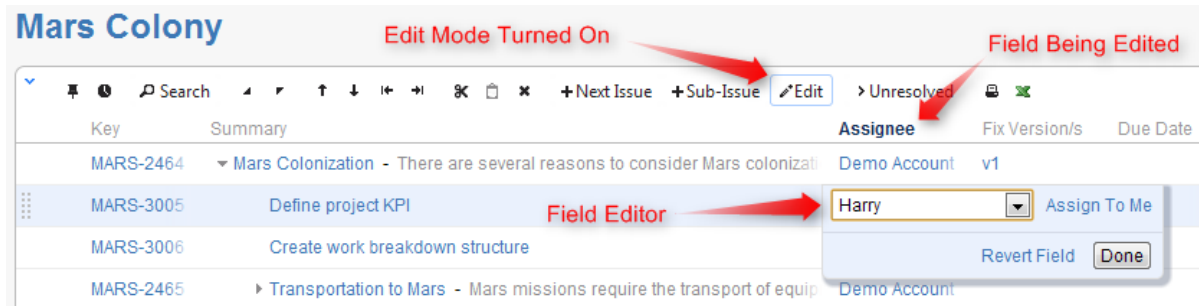 Mars Colony
Edit Mode Turned On
Field Being Edited
Search +Next Issue +Sub-Issue Edit Unresolved
Key Summary Assignee Fix Version/s Due Date
MARS-2464 Mars Colonization - There are several reasons to consider Mars colonizati Demo Account v1
MARS-3005 Define project KPI Field Editor Harry Assign To Me
MARS-3006 Create work breakdown structure Revert Field Done
MARS-2465 Transportation to Mars - Mars missions require the transport of equip Demo Account